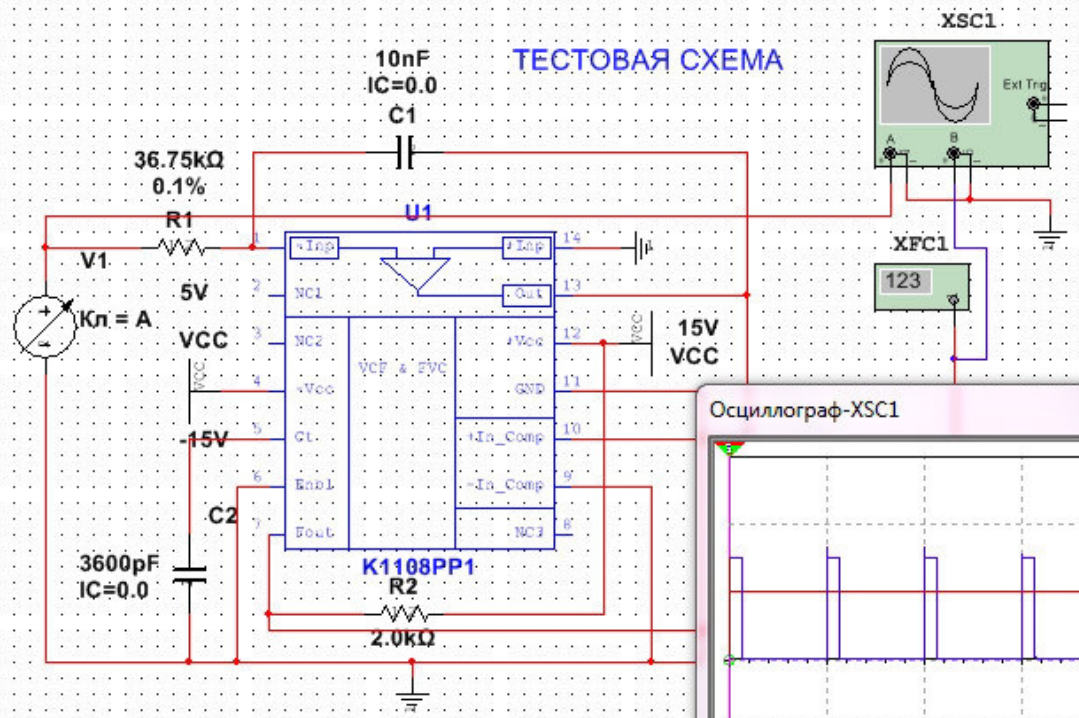 XSC1
ТЕСТОВАЯ СХЕМА
10nF
IC=0.0
C1
Ext Trig
A
B
36.75kΩ
0.1%
R1
U1
1
-Inp
+Inp
14
XFC1
V1
123
5V
2
NC1
Out
13
Кл = A
15V
VCC
VCC
3
NC2
+Vcc
12
VCC
VCF & FVC
VCC
4
-Vcc
GND
11
Осциллограф-XSC1
-15V
5
Ct
+In_Comp
10
6
Enbl
-In_Comp
9
C2
7
Fout
NC3
8
3600pF
IC=0.0
K1108PP1
R2
2.0kΩ